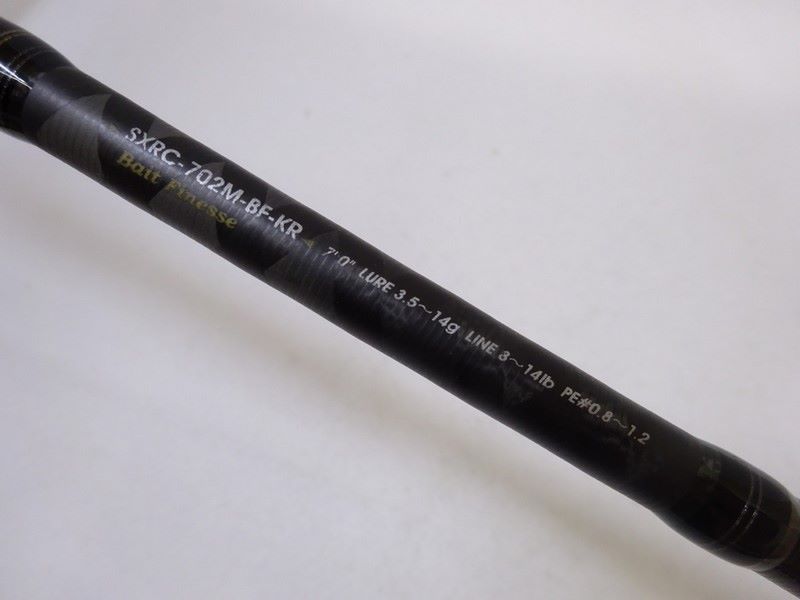 SXRC-702M-BF-KR 7'0" LURE 3.5～14g LINE 3～14lb PE#0.8～1.2
Bait Finesse